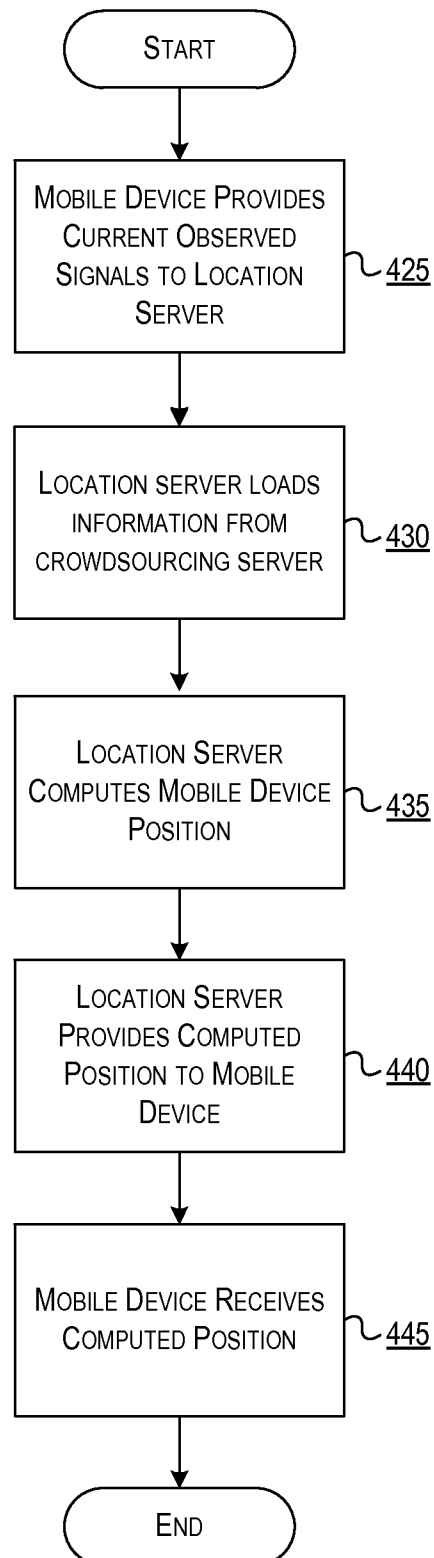 START
MOBILE DEVICE PROVIDES
CURRENT OBSERVED
SIGNALS TO LOCATION
SERVER
425
LOCATION SERVER LOADS
INFORMATION FROM
CROWDSOURCING SERVER
430
LOCATION SERVER
COMPUTES MOBILE DEVICE
POSITION
435
LOCATION SERVER
PROVIDES COMPUTED
POSITION TO MOBILE
DEVICE
440
MOBILE DEVICE RECEIVES
COMPUTED POSITION
445
END